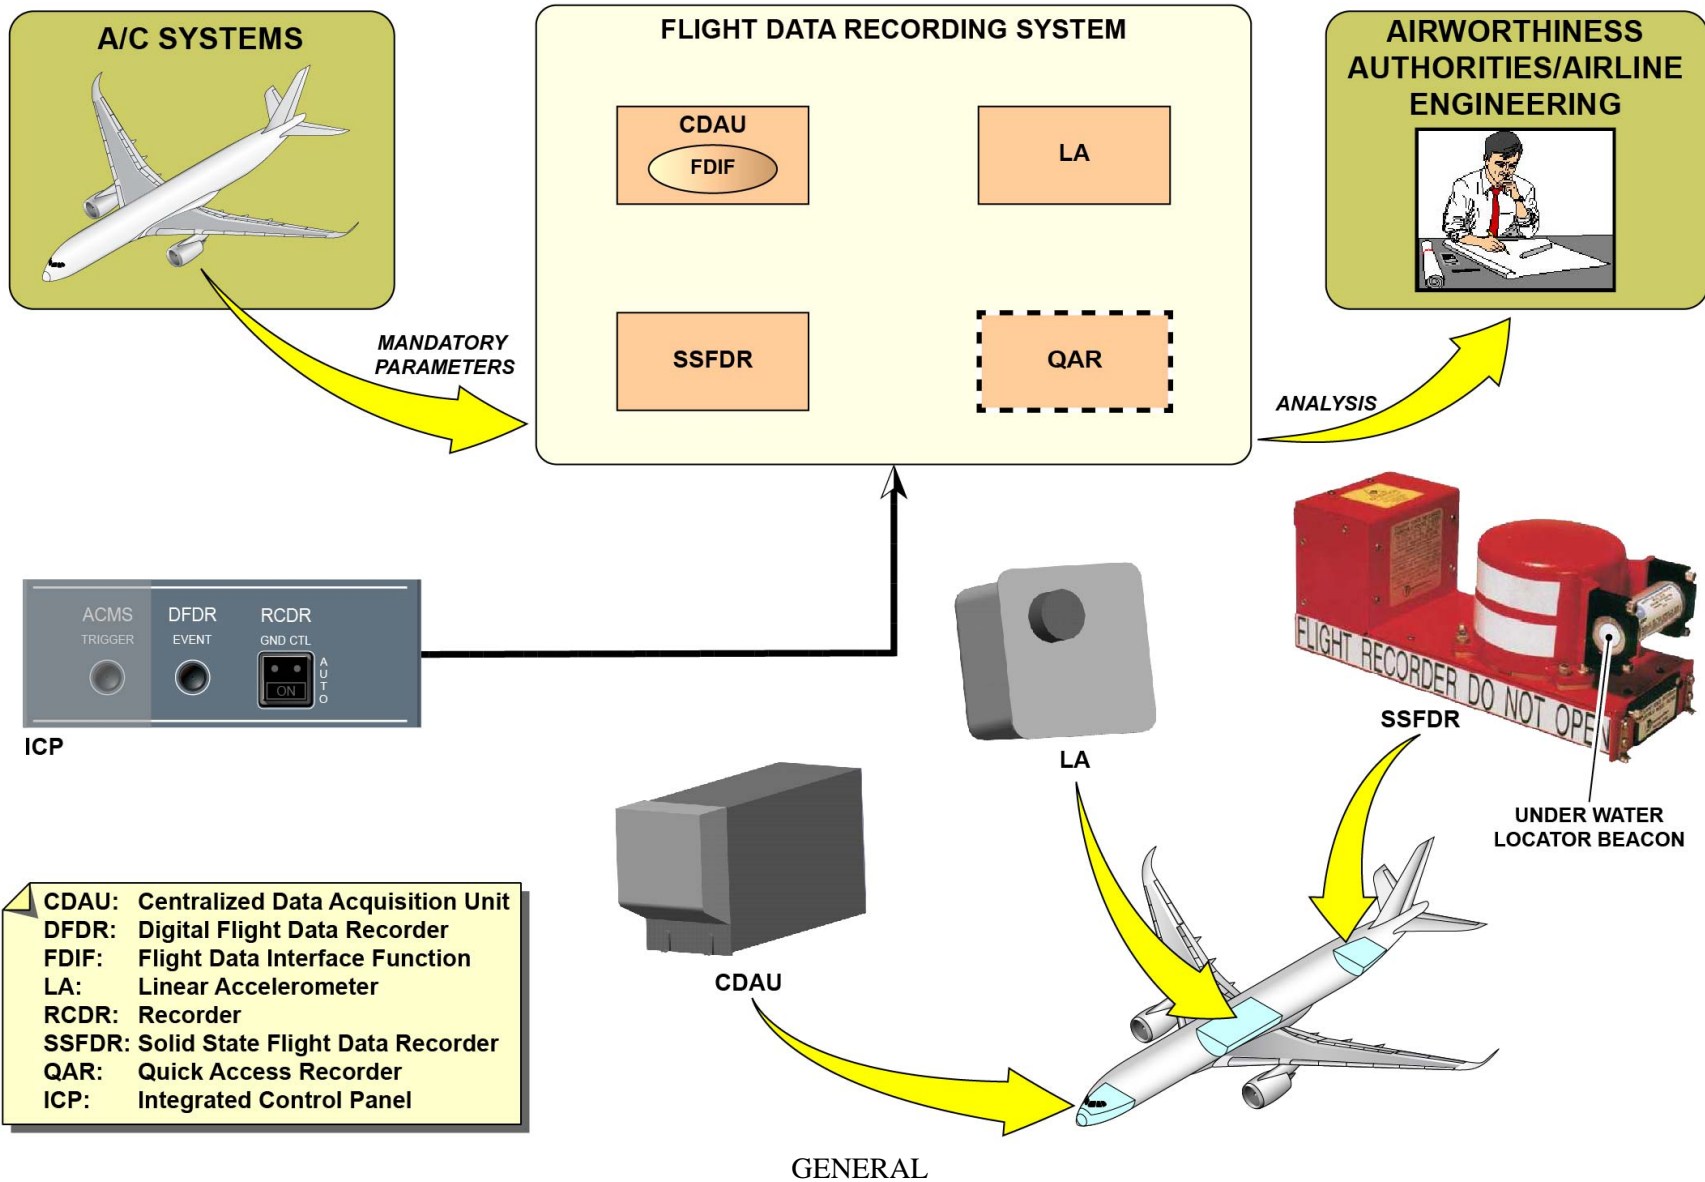 A/C SYSTEMS
FLIGHT DATA RECORDING SYSTEM
CDAU
FDIF
LA
SSFDR
QAR
AIRWORTHINESS
AUTHORITIES/AIRLINE
ENGINEERING
MANDATORY
PARAMETERS
ANALYSIS
ACMS
TRIGGER
DFDR
EVENT
RCDR
GND CTL
ON
AUTO
ICP
LA
FLIGHT RECORDER DO NOT OPEN
SSFDR
UNDER WATER
LOCATOR BEACON
CDAU
CDAU: Centralized Data Acquisition Unit
DFDR: Digital Flight Data Recorder
FDIF: Flight Data Interface Function
LA: Linear Accelerometer
RCDR: Recorder
SSFDR: Solid State Flight Data Recorder
QAR: Quick Access Recorder
ICP: Integrated Control Panel
GENERAL